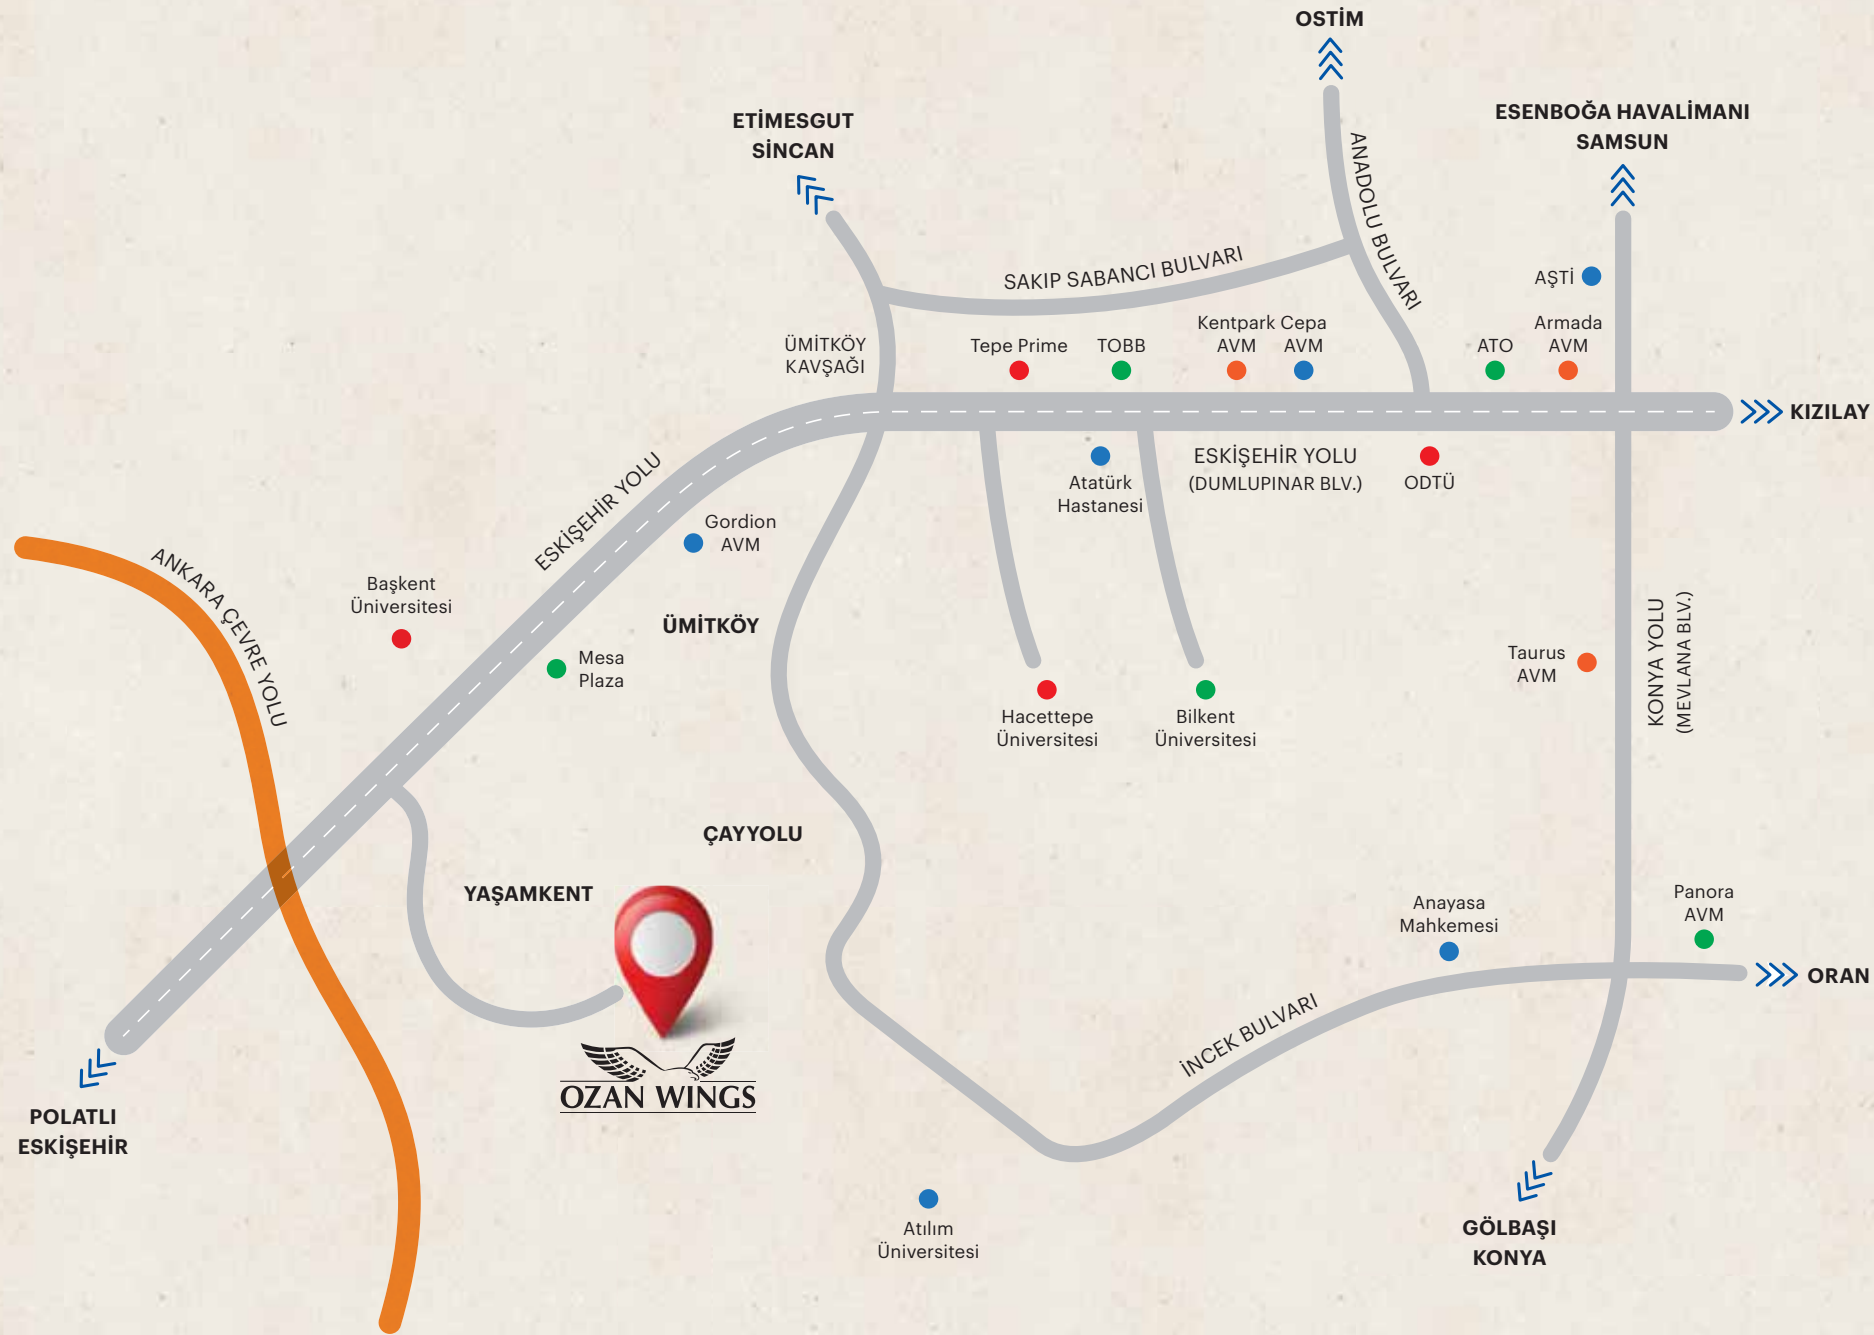 OSTİM
ESENBOĞA HAVALİMANI
SAMSUN
ETİMESGUT
SİNCAN
ANADOLU BULVARI
SAKIP SABANCI BULVARI
AŞTİ
ÜMİTKÖY
KAVŞAĞI
Tepe Prime
TOBB
Kentpark
AVM
Cepa
AVM
ATO
Armada
AVM
KIZILAY
ESKİŞEHİR YOLU
Atatürk
Hastanesi
ESKİŞEHİR YOLU
(DUMLUPINAR BLV.)
ODTÜ
Gordion
AVM
ANKARA ÇEVRE YOLU
Başkent
Üniversitesi
ÜMİTKÖY
Mesa
Plaza
Hacettepe
Üniversitesi
Bilkent
Üniversitesi
Taurus
AVM
KONYA YOLU
(MEVLANA BLV.)
ÇAYYOLU
YAŞAMKENT
Anayasa
Mahkemesi
Panora
AVM
ORAN
İNCEK BULVARI
OZAN WINGS
POLATLI
ESKİŞEHİR
Atılım
Üniversitesi
GÖLBAŞI
KONYA